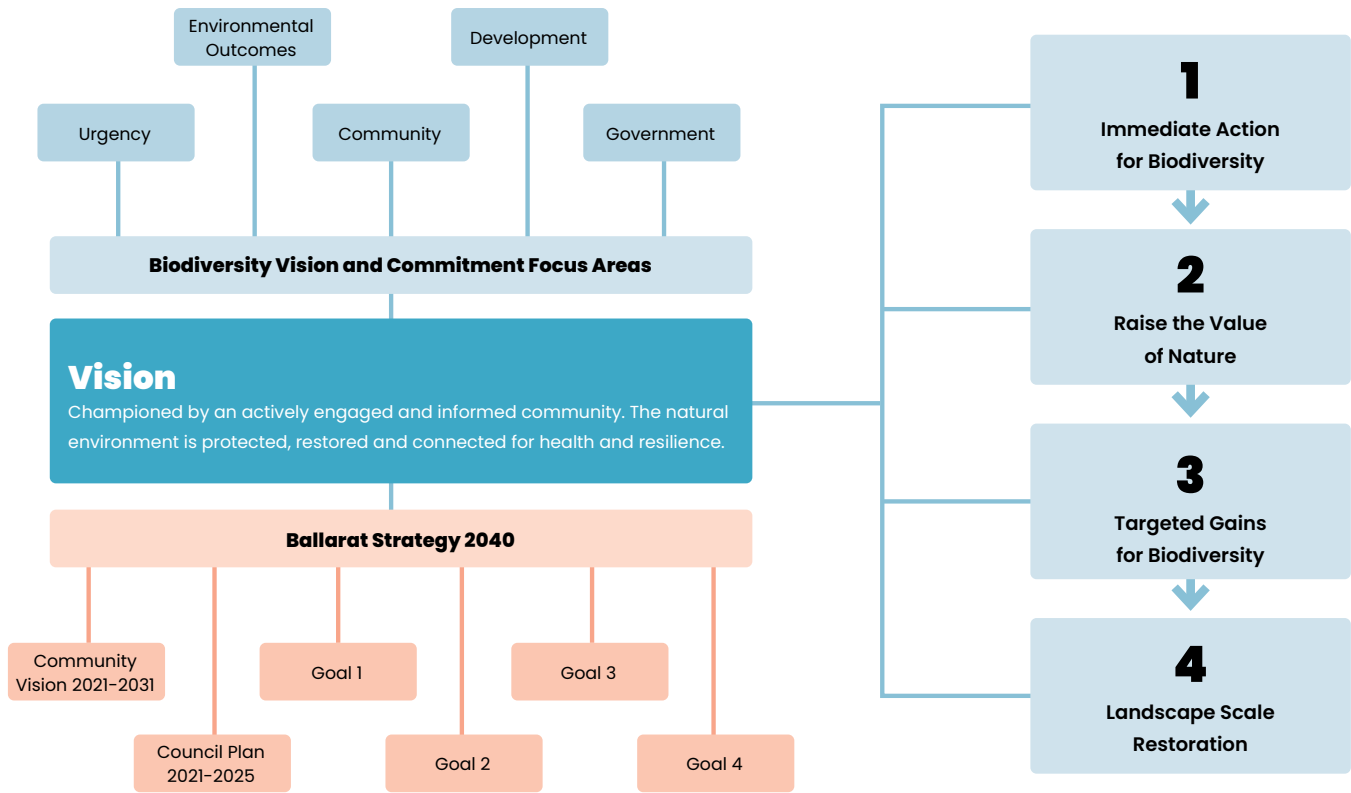 Environmental
Outcomes
Development
Urgency
Community
Government
Biodiversity Vision and Commitment Focus Areas
Vision
Championed by an actively engaged and informed community. The natural
environment is protected, restored and connected for health and resilience.
Ballarat Strategy 2040
Community
Vision 2021-2031
Goal 1
Goal 3
Council Plan
2021-2025
Goal 2
Goal 4
1
Immediate Action
for Biodiversity
2
Raise the Value
of Nature
3
Targeted Gains
for Biodiversity
4
Landscape Scale
Restoration